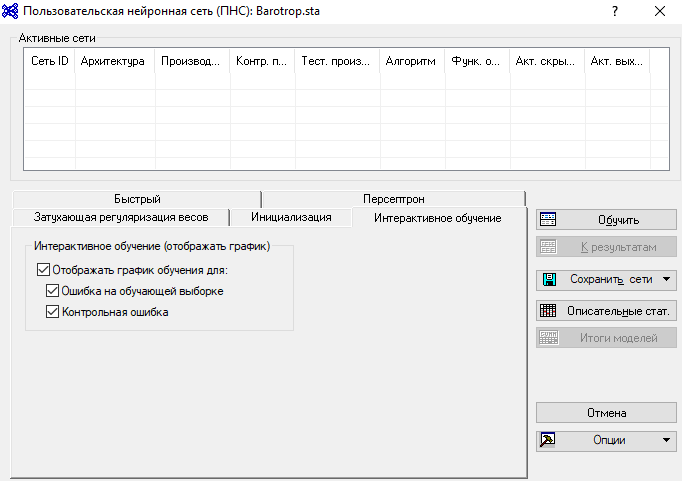 Пользовательская нейронная сеть (ПНС): Barotrop.sta
Активные сети
Сеть ID Архитектура Производ... Контр. п... Тест. произ... Алгоритм Функ. о... Акт. скры... Акт. вых...
Быстрый Персептрон
Затухающая регуляризация весов Инициализация Интерактивное обучение
Интерактивное обучение (отображать график)
Отображать график обучения для:
Ошибка на обучающей выборке
Контрольная ошибка
Обучить
К результатам
Сохранить сети
Описательные стат.
Итоги моделей
Отмена
Опции